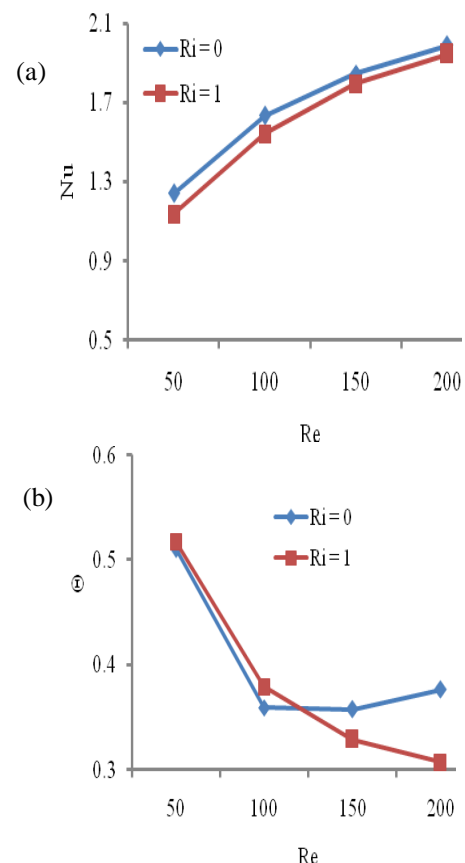 (a)
2.1
1.7
1.3
0.9
0.5
Nu
Ri = 0
Ri = 1
50 100 150 200
Re
(b)
0.6
0.5
0.4
0.3
Θ
Ri = 0
Ri = 1
50 100 150 200
Re